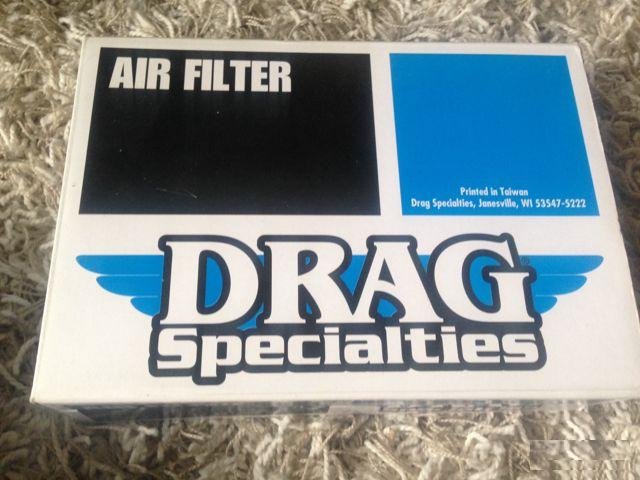 AIR FILTER
Printed in Taiwan
Drag Specialties, Janesville, WI 53547-5222
DRAG®
Specialties